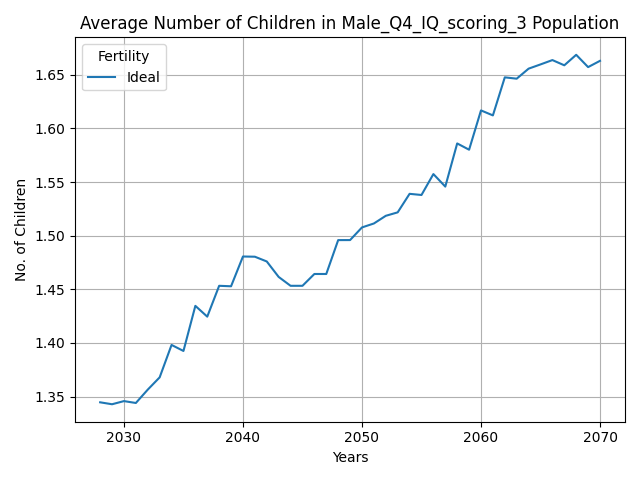 Average Number of Children in Male_Q4_IQ_scoring_3 Population
Fertility
Ideal
No. of Children
1.65
1.60
1.55
1.50
1.45
1.40
1.35
2030 2040 2050 2060 2070
Years